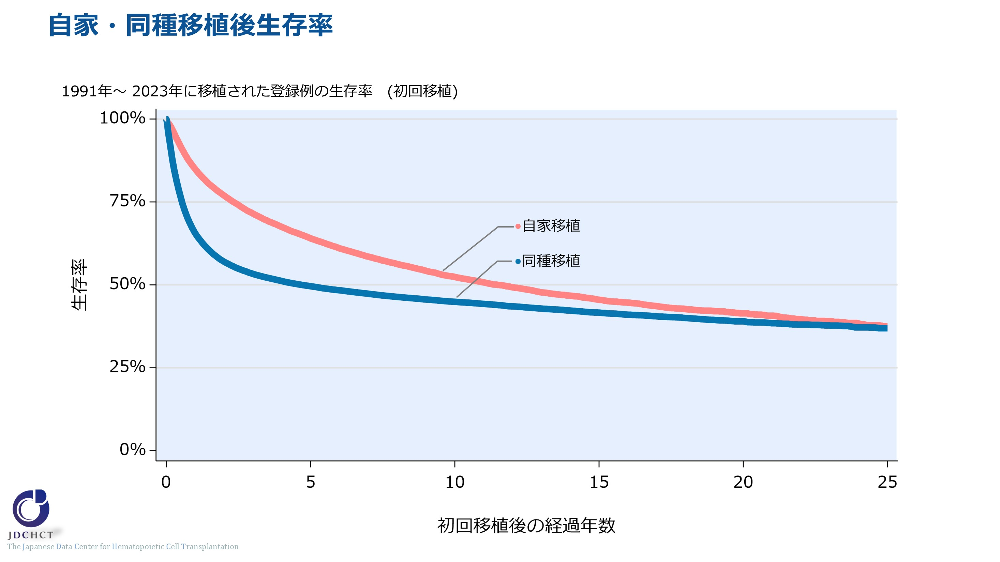 自家・同種移植後生存率
1991年～ 2023年に移植された登録例の生存率　(初回移植)
100%
75%
50%
25%
0%
生存率
自家移植
同種移植
0 5 10 15 20 25
初回移植後の経過年数
JDCHCT
The Japanese Data Center for Hematopoietic Cell Transplantation